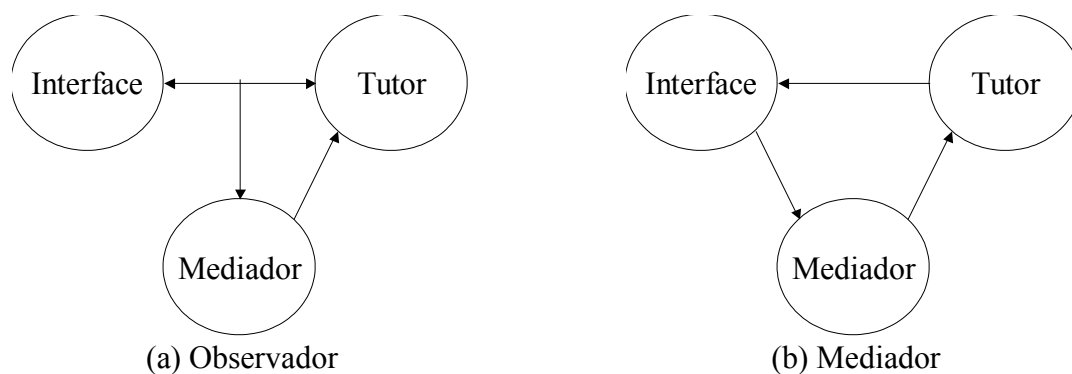 Interface
Tutor
Mediador
(a) Observador
Interface
Tutor
Mediador
(b) Mediador